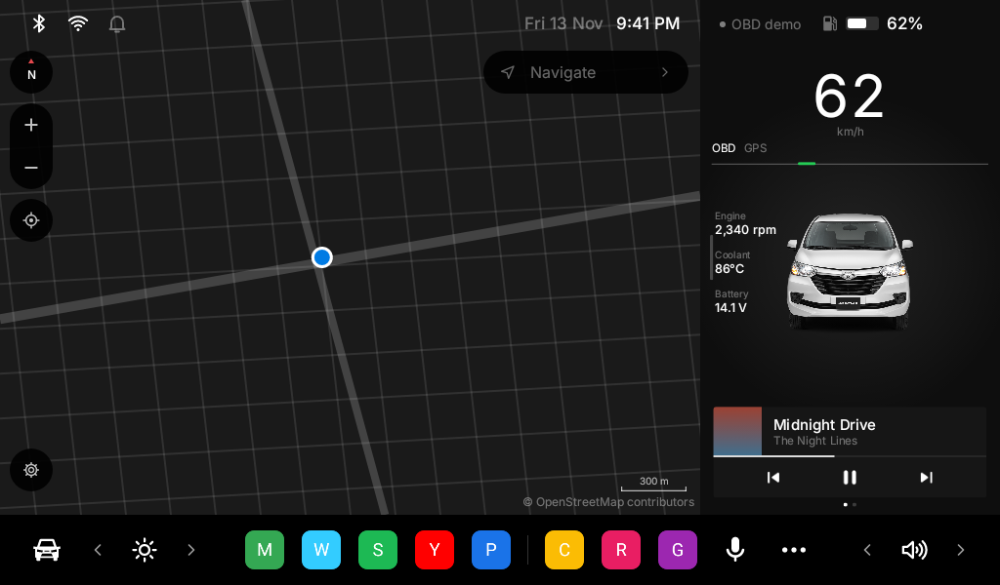 Fri 13 Nov 9:41 PM
OBD demo 62%
N
Navigate
62
km/h
OBD GPS
Engine
2,340 rpm
Coolant
86°C
Battery
14.1 V
Midnight Drive
The Night Lines
300 m
© OpenStreetMap contributors
M W S Y P C R G